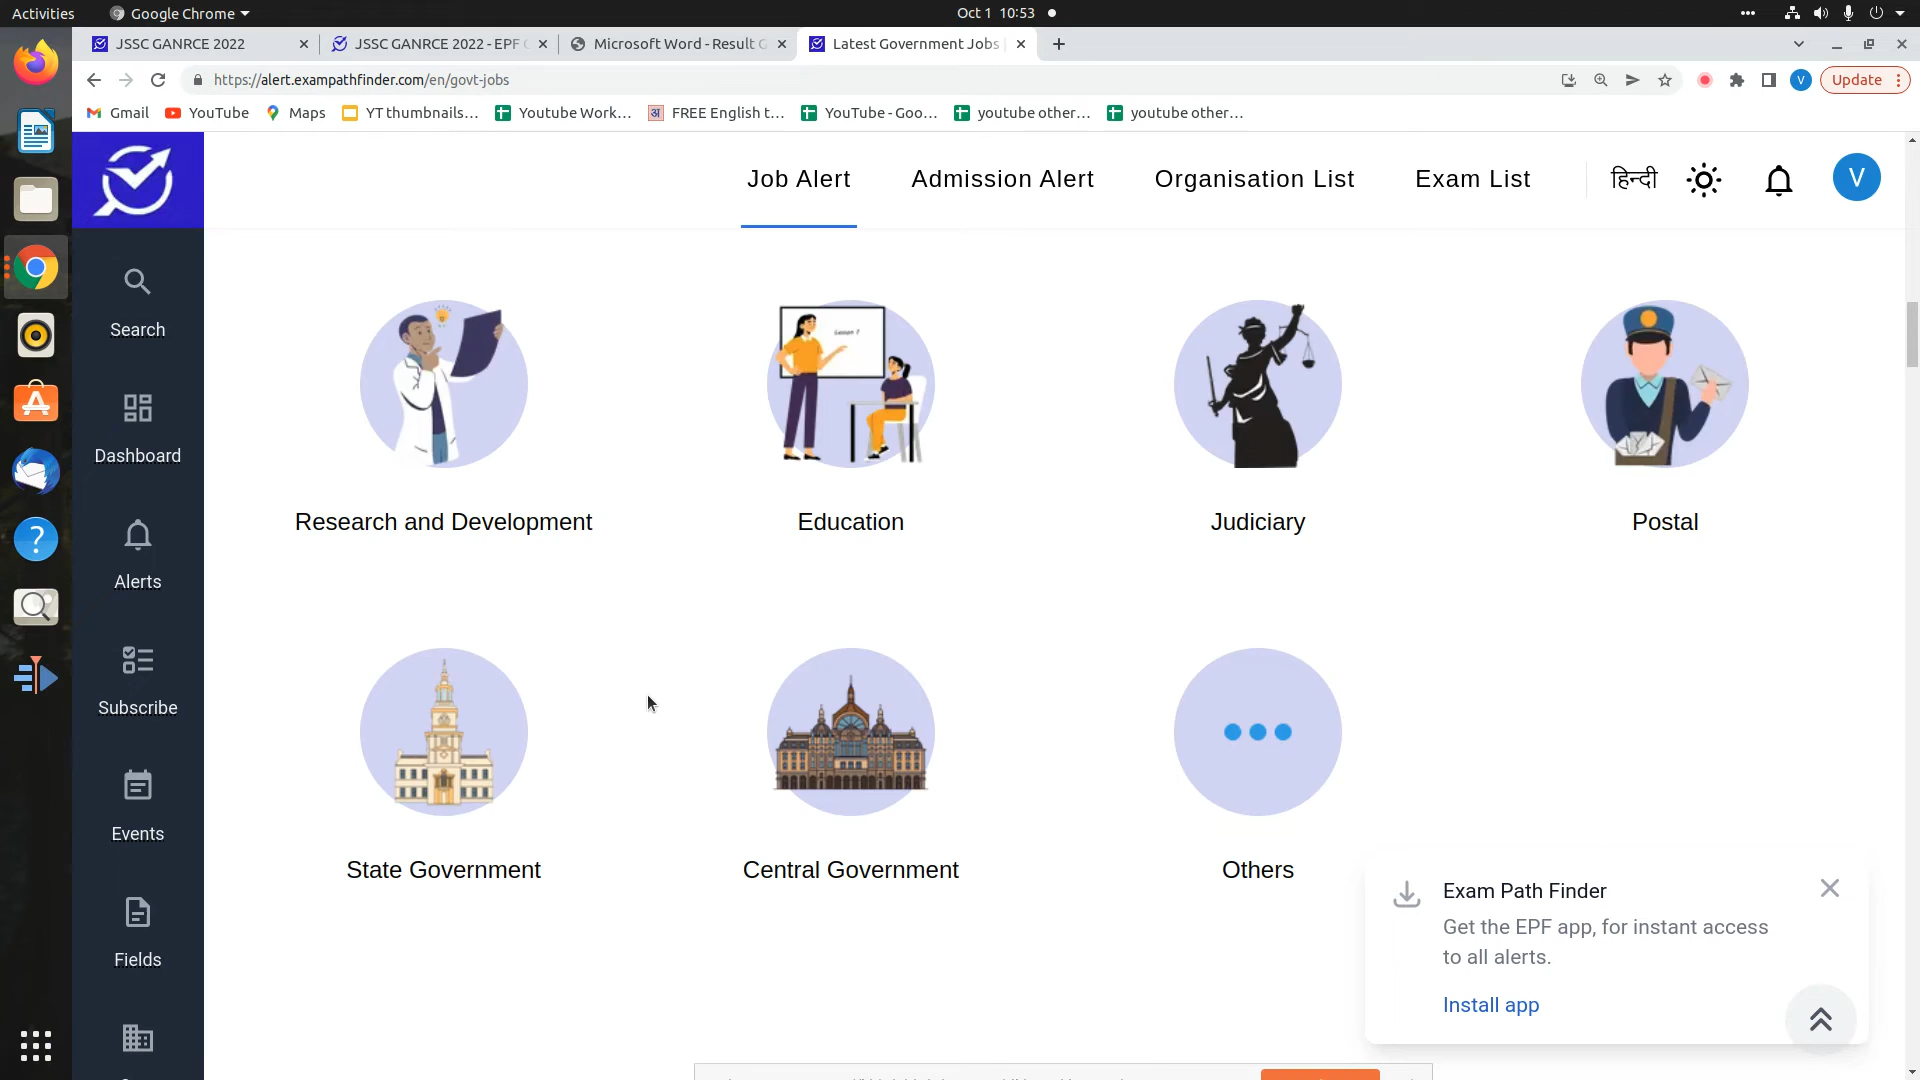 Activities
Google Chrome
Oct 1 10:53
JSSC GANRCE 2022
JSSC GANRCE 2022 - EPF
Microsoft Word - Result
Latest Government Jobs
https://alert.exampathfinder.com/en/govt-jobs
V
Update
Gmail
YouTube
Maps
YT thumbnails...
Youtube Work...
अ
FREE English t...
YouTube - Goo...
youtube other...
youtube other...
Job Alert
Admission Alert
Organisation List
Exam List
हिन्दी
V
Search
Dashboard
Alerts
Subscribe
Events
Fields
Lesson 1
Research and Development
Education
Judiciary
Postal
State Government
Central Government
Others
Exam Path Finder
Get the EPF app, for instant access
to all alerts.
Install app